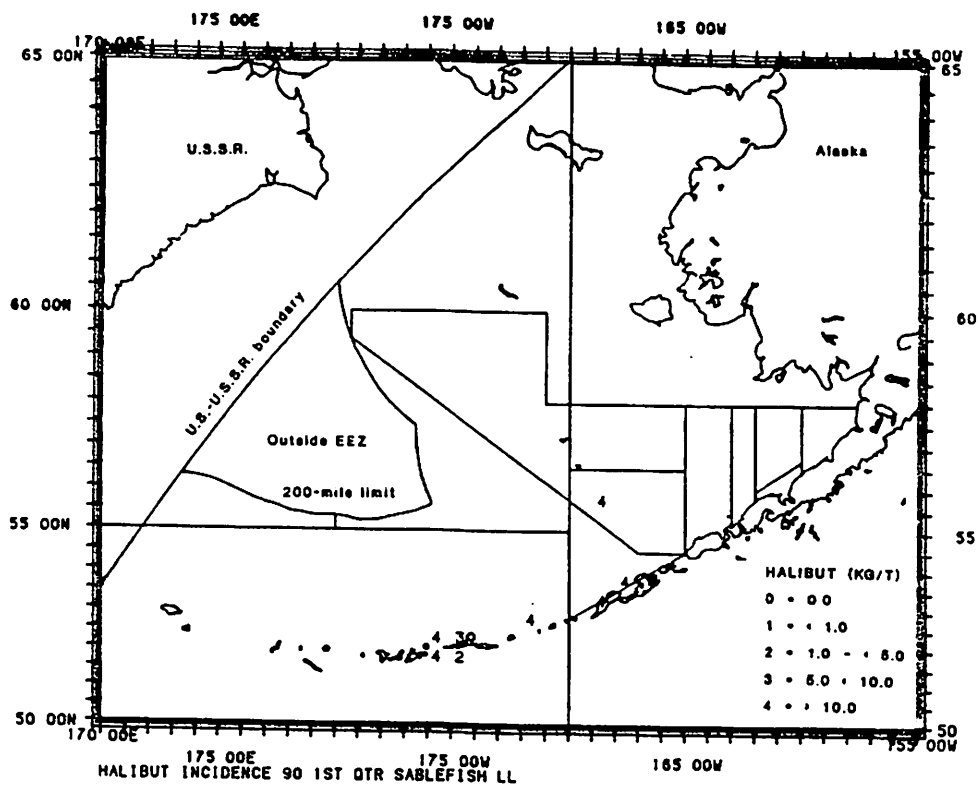 175 00E 175 00W 165 00W
170 00E 155 00W
65 00N 65
U.S.S.R. Alaska
60 00N 60
U.S.-U.S.S.R. boundary
Outside EEZ
200-mile limit
4
55 00N 55
HALIBUT (KG/T)
4
0 = 0.0
4
1 = < 1.0
4 30
2 = 1.0 - < 5.0
4 2
3 = 5.0 < 10.0
4 = > 10.0
50 00N 50
170 00E 155 00W
175 00E 175 00W 165 00W
HALIBUT INCIDENCE 90 1ST QTR SABLEFISH LL